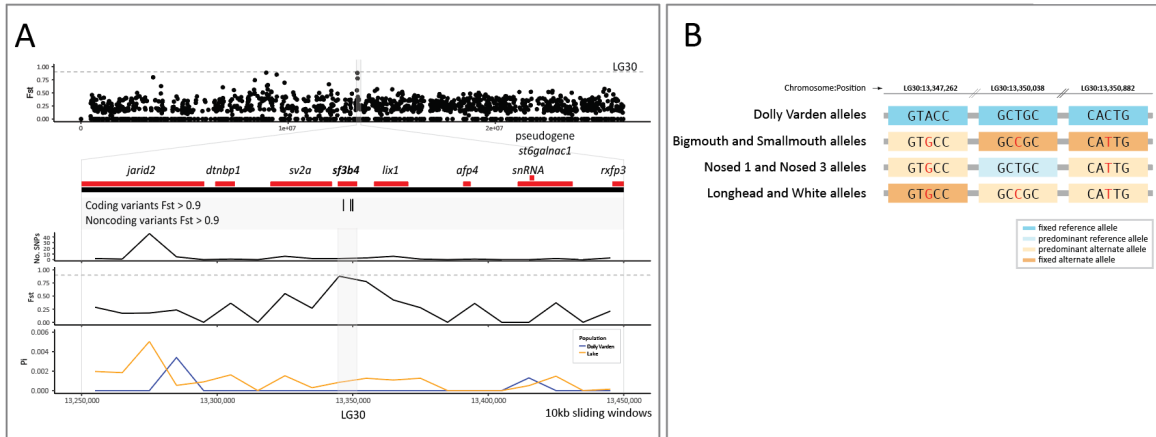 A
LG30
1.00
0.75
0.50
0.25
0.00
Fst
0
1e+07
2e+07
pseudogene
st6galnac1
jarid2 dtnbp1 sv2a sf3b4 lix1 afp4 snRNA rxfp3
Coding variants Fst > 0.9
Noncoding variants Fst > 0.9
No. SNPs
40
30
20
10
0
Fst
1.00
0.75
0.50
0.25
0.00
Pi
0.006
0.004
0.002
0.000
Population
Dolly Varden
Lake
13,250,000 13,300,000 13,350,000 13,400,000 13,450,000
LG30
10kb sliding windows
B
Chromosome:Position → LG30:13,347,262 LG30:13,350,038 LG30:13,350,882
Dolly Varden alleles GTACC GCTGC CACTG
Bigmouth and Smallmouth alleles GTGCC GCCGC CATTG
Nosed 1 and Nosed 3 alleles GTGCC GCTGC CATTG
Longhead and White alleles GTGCC GCCGC CATTG
fixed reference allele
predominant reference allele
predominant alternate allele
fixed alternate allele